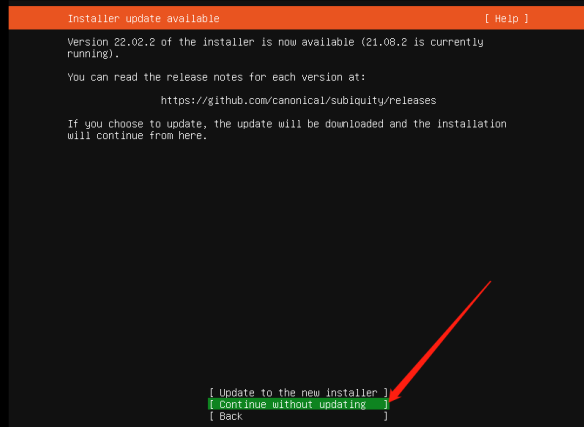 Installer update available [ Help ]
Version 22.02.2 of the installer is now available (21.08.2 is currently
running).
You can read the release notes for each version at:
https://github.com/canonical/subiquity/releases
If you choose to update, the update will be downloaded and the installation
will continue from here.
[ Update to the new installer ]
[ Continue without updating ]
[ Back ]